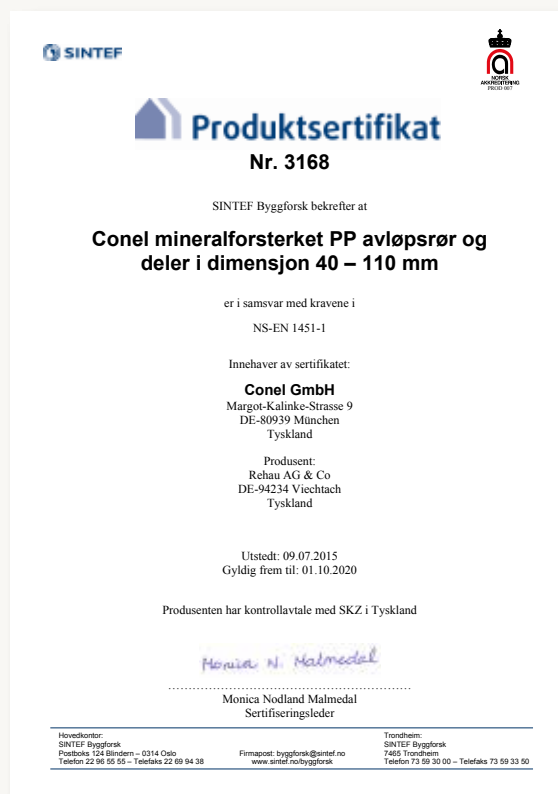 SINTEF
NORSK
AKKREDITERING
PROD 007
Produktsertifikat
Nr. 3168
SINTEF Byggforsk bekrefter at
Conel mineralforsterket PP avløpsrør og
deler i dimensjon 40 – 110 mm
er i samsvar med kravene i
NS-EN 1451-1
Innehaver av sertifikatet:
Conel GmbH
Margot-Kalinke-Strasse 9
DE-80939 München
Tyskland
Produsent:
Rehau AG & Co
DE-94234 Viechtach
Tyskland
Utstedt: 09.07.2015
Gyldig frem til: 01.10.2020
Produsenten har kontrollavtale med SKZ i Tyskland
Monica N. Malmedal
Monica Nodland Malmedal
Sertifiseringsleder
Hovedkontor:
SINTEF Byggforsk
Postboks 124 Blindern – 0314 Oslo
Telefon 22 96 55 55 – Telefaks 22 69 94 38
Firmapost: byggforsk@sintef.no
www.sintef.no/byggforsk
Trondheim:
SINTEF Byggforsk
7465 Trondheim
Telefon 73 59 30 00 – Telefaks 73 59 33 50